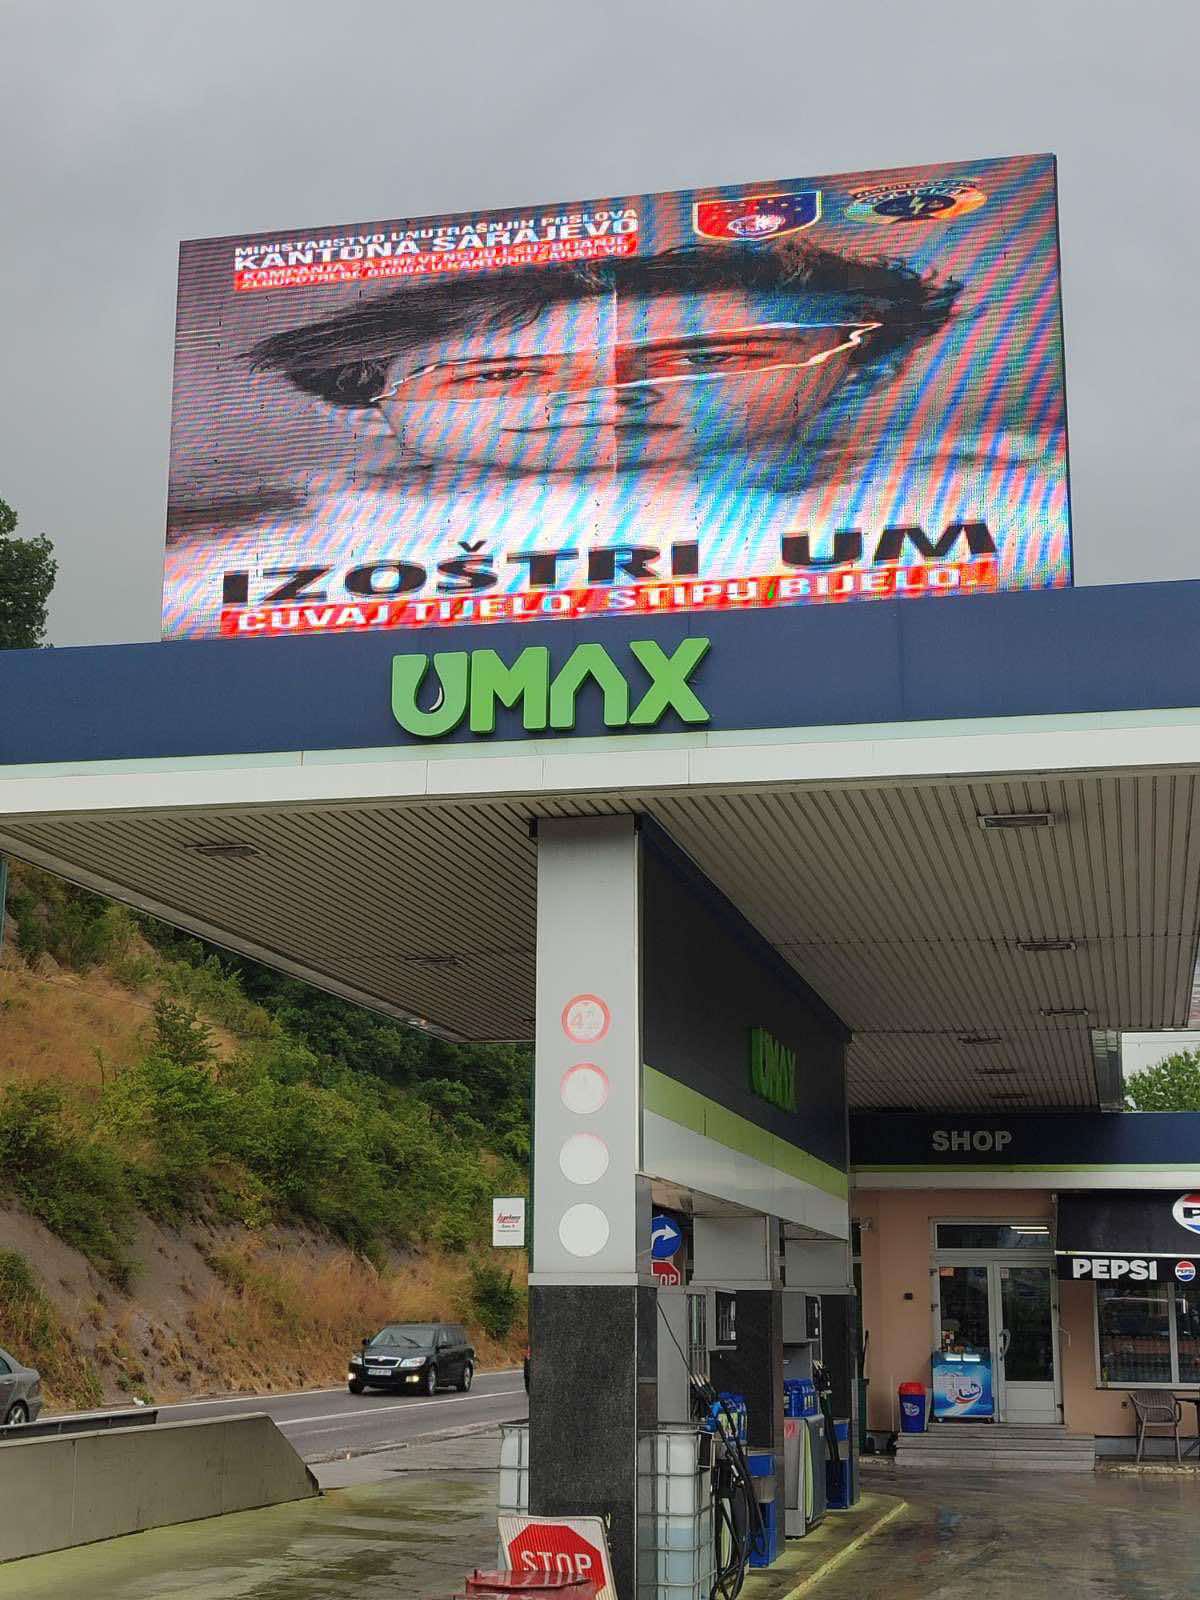 MINISTARSTVO UNUTRAŠNJIH POSLOVA
KANTONA SARAJEVO
KAMPANJA ZA PREVENCIJU I SUZBIJANJE
ZLOUPOTREBE DROGA U KANTONU SARAJEVO
IZOŠTRI UM
ČUVAJ TIJELO. STIPU BIJELO.
UMAX
UMAX
SHOP
PEPSI
PEPSI
STOP